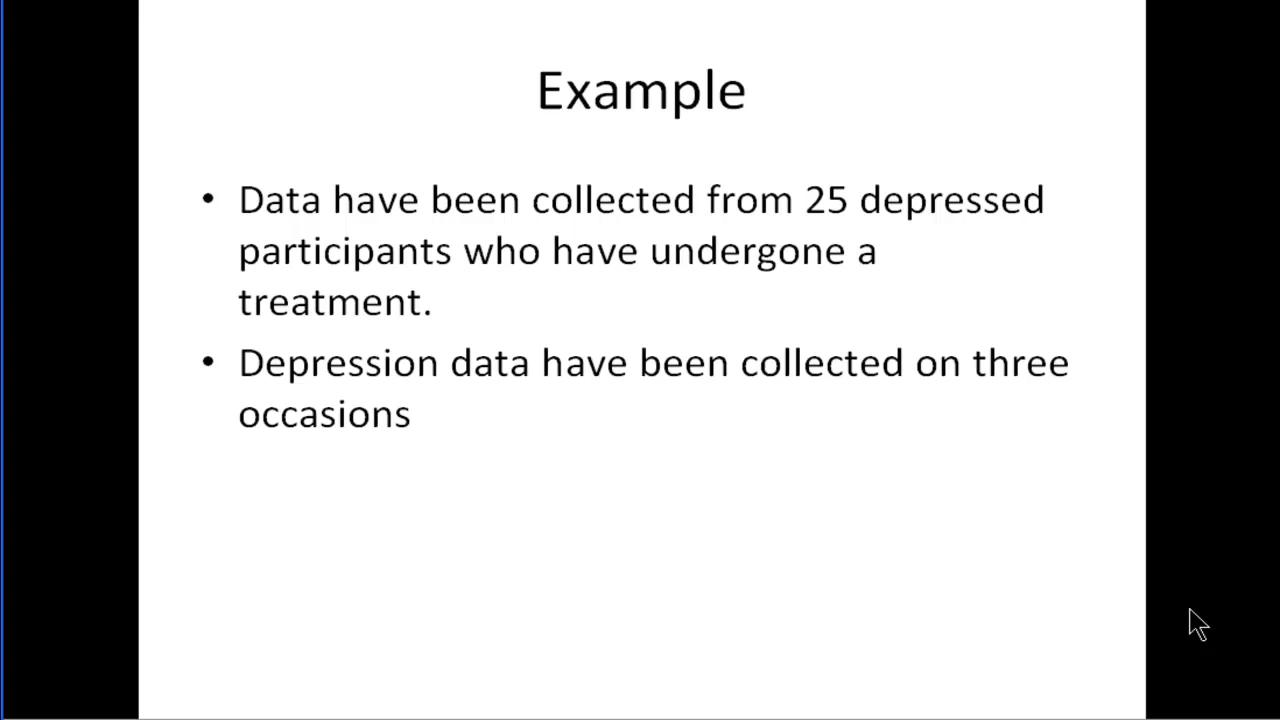 Example
• Data have been collected from 25 depressed
participants who have undergone a
treatment.
• Depression data have been collected on three
occasions